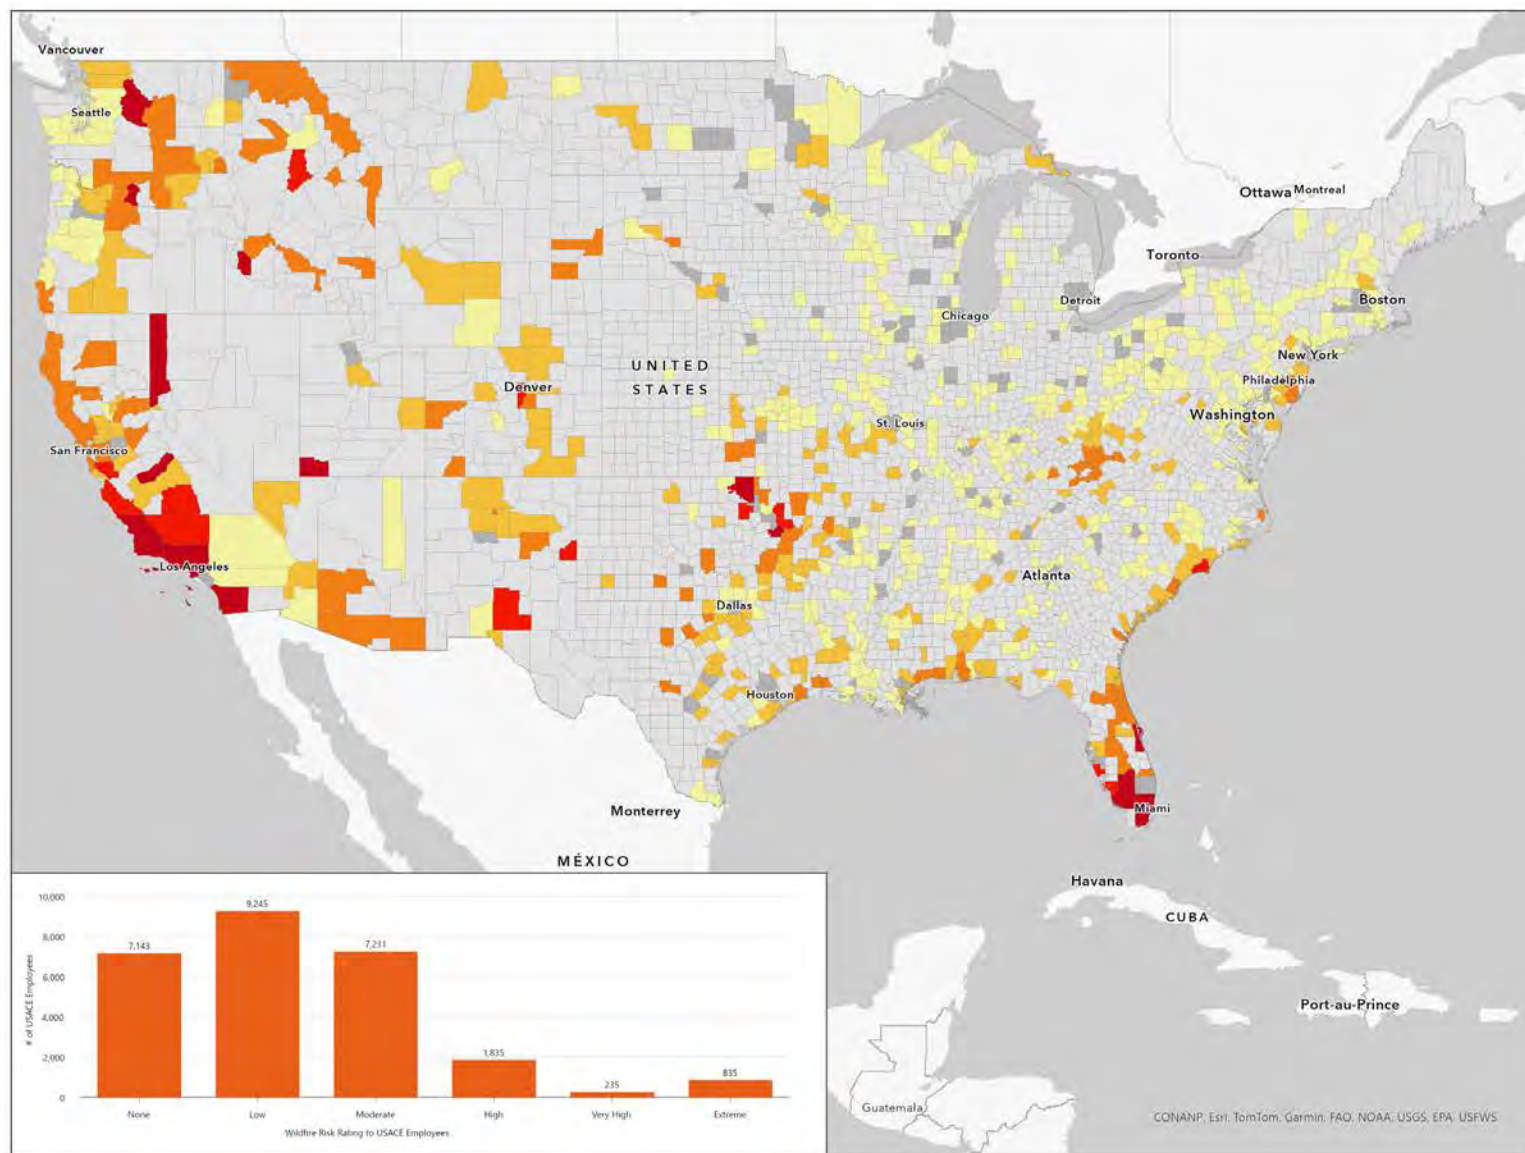 Vancouver
Seattle
Ottawa
Montreal
Toronto
Detroit
Boston
Chicago
New York
UNITED
STATES
Denver
Philadelphia
Washington
St. Louis
San Francisco
Los Angeles
Atlanta
Dallas
Houston
Monterrey
Miami
MÉXICO
Havana
CUBA
Port-au-Prince
Guatemala
CONANP, Esri, TomTom, Garmin, FAO, NOAA, USGS, EPA, USFWS
# of USACE Employees
10,000
8,000
6,000
4,000
2,000
0
7,143
9,245
7,231
1,835
235
835
None
Low
Moderate
High
Very High
Extreme
Wildfire Risk Rating to USACE Employees